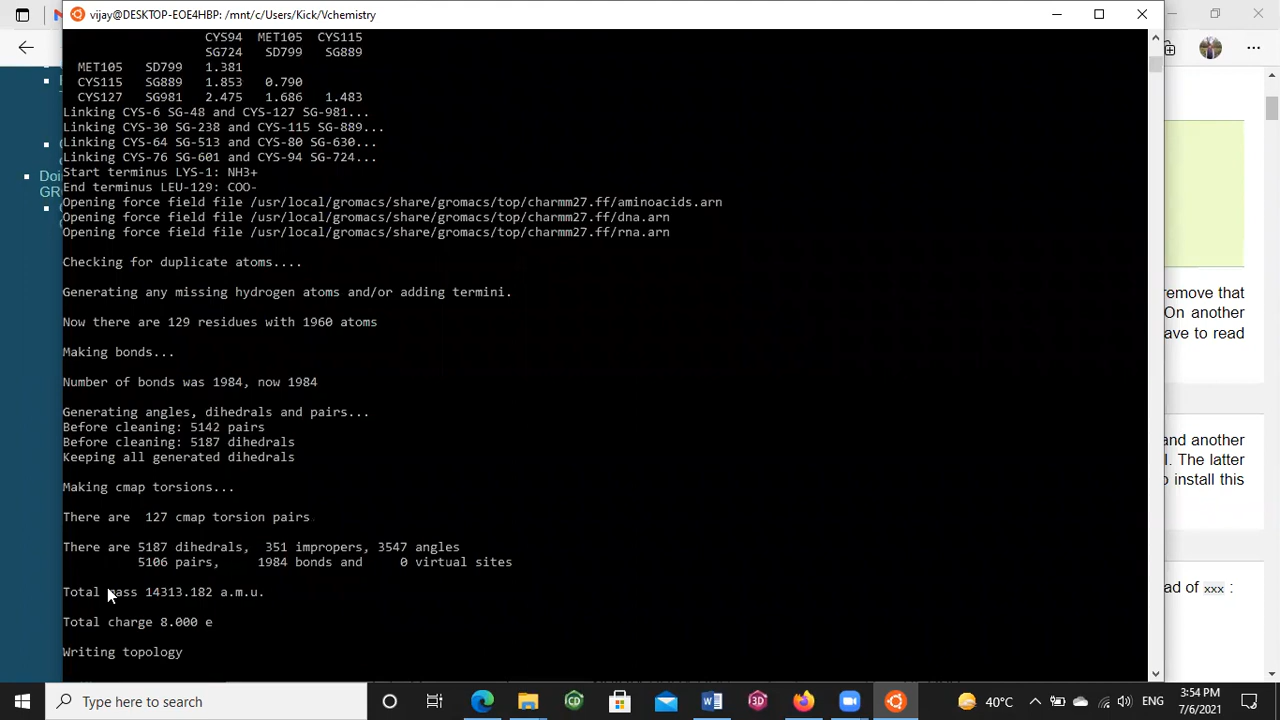 vijay@DESKTOP-EOE4HBP: /mnt/c/Users/Kick/Vchemistry
CYS94 MET105 CYS115
SG724 SD799 SG889
MET105 SD799 1.381
CYS115 SG889 1.853 0.790
CYS127 SG981 2.475 1.686 1.483
Linking CYS-6 SG-48 and CYS-127 SG-981...
Linking CYS-30 SG-238 and CYS-115 SG-889...
Linking CYS-64 SG-513 and CYS-80 SG-630...
Linking CYS-76 SG-601 and CYS-94 SG-724...
Start terminus LYS-1: NH3+
End terminus LEU-129: COO-
Opening force field file /usr/local/gromacs/share/gromacs/top/charmm27.ff/aminoacids.arn
Opening force field file /usr/local/gromacs/share/gromacs/top/charmm27.ff/dna.arn
Opening force field file /usr/local/gromacs/share/gromacs/top/charmm27.ff/rna.arn
Checking for duplicate atoms....
Generating any missing hydrogen atoms and/or adding termini.
Now there are 129 residues with 1960 atoms
Making bonds...
Number of bonds was 1984, now 1984
Generating angles, dihedrals and pairs...
Before cleaning: 5142 pairs
Before cleaning: 5187 dihedrals
Keeping all generated dihedrals
Making cmap torsions...
There are 127 cmap torsion pairs
There are 5187 dihedrals, 351 impropers, 3547 angles
5106 pairs, 1984 bonds and 0 virtual sites
Total mass 14313.182 a.m.u.
Total charge 8.000 e
Writing topology
Doi
GR
remove that
On another
ave to read
and another
I. The latter
o install this
ad of xxx :
Type here to search
40°C
ENG
3:54 PM
7/6/2021